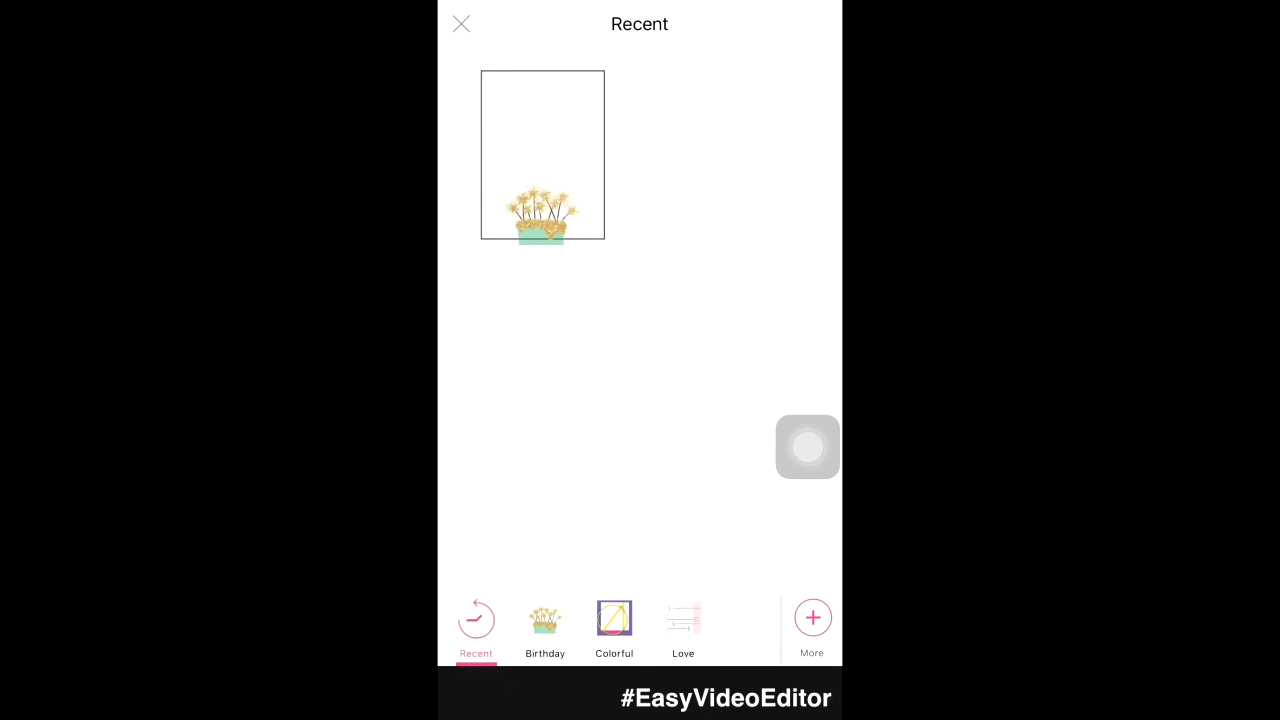 Recent
Recent
Birthday
Colorful
Love
More
#EasyVideoEditor